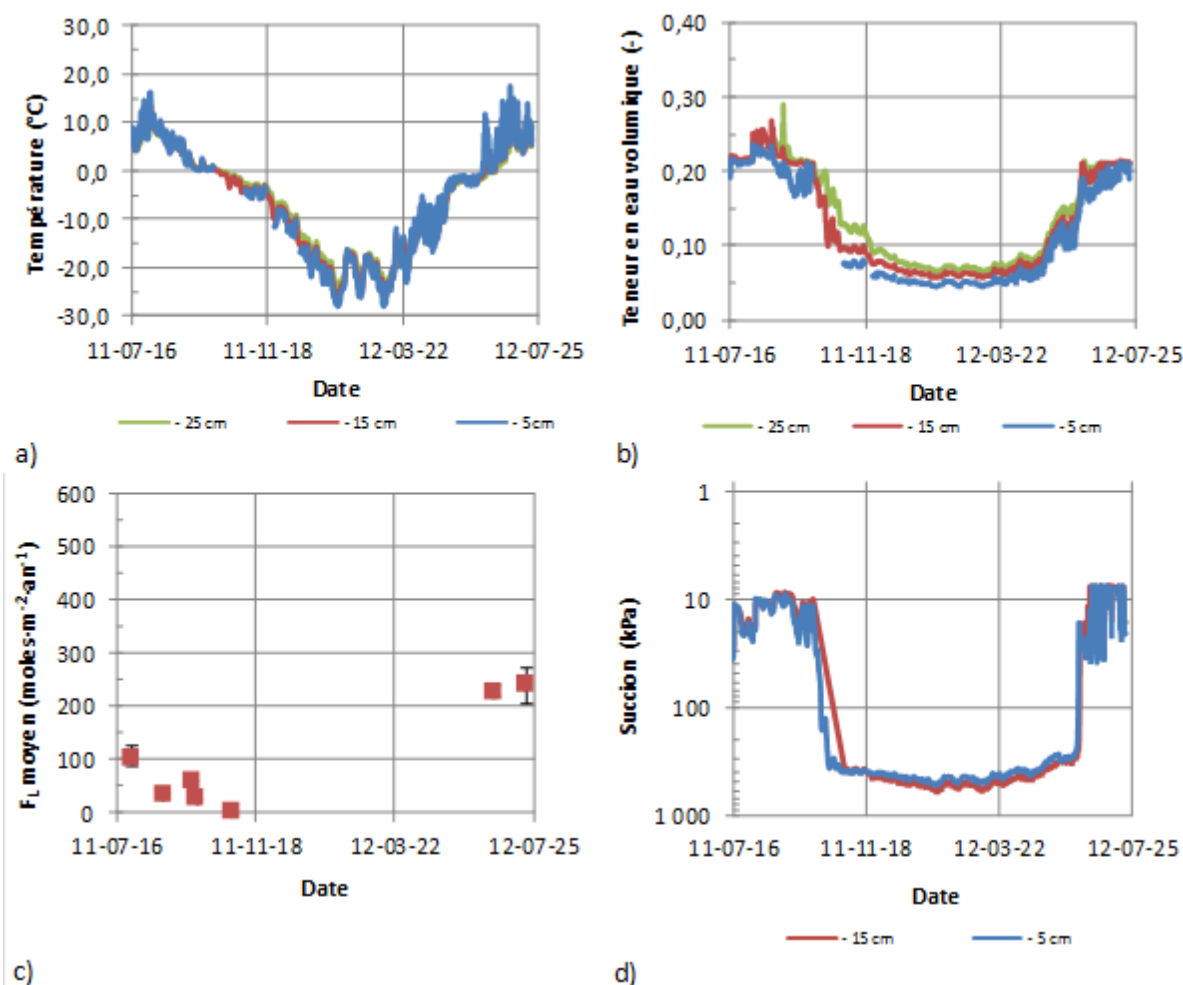 Température (°C)
30,0
20,0
10,0
0,0
-10,0
-20,0
-30,0
11-07-16 11-11-18 12-03-22 12-07-25
Date
- 25 cm - 15 cm - 5cm
a)
Teneur en eau volumique (-)
0,40
0,30
0,20
0,10
0,00
11-07-16 11-11-18 12-03-22 12-07-25
Date
- 25 cm - 15 cm - 5 cm
b)
FL moyen (moles·m-2·an-1)
600
500
400
300
200
100
0
11-07-16 11-11-18 12-03-22 12-07-25
Date
c)
Succion (kPa)
1
10
100
1 000
11-07-16 11-11-18 12-03-22 12-07-25
Date
- 15 cm - 5 cm
d)